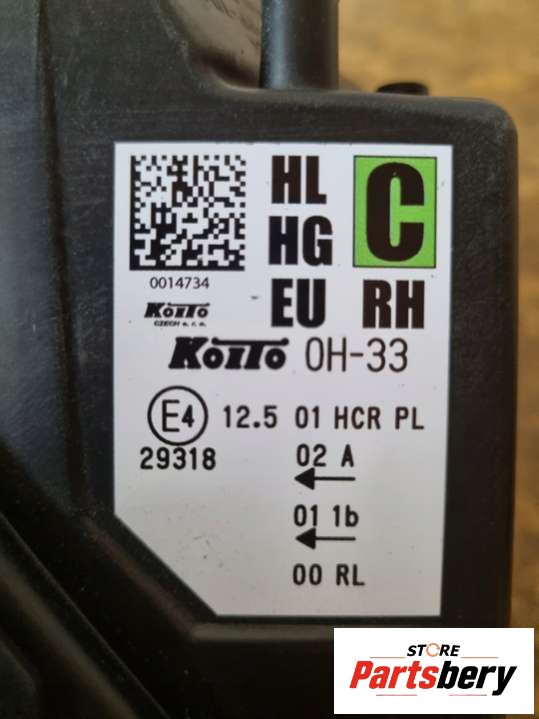 HL C
HG
EU RH
0014734
KOITO
CZECH s. r. o.
KOITO 0H-33
E4 12.5 01 HCR PL
29318 02 A
01 1b
00 RL
STORE
Partsbery